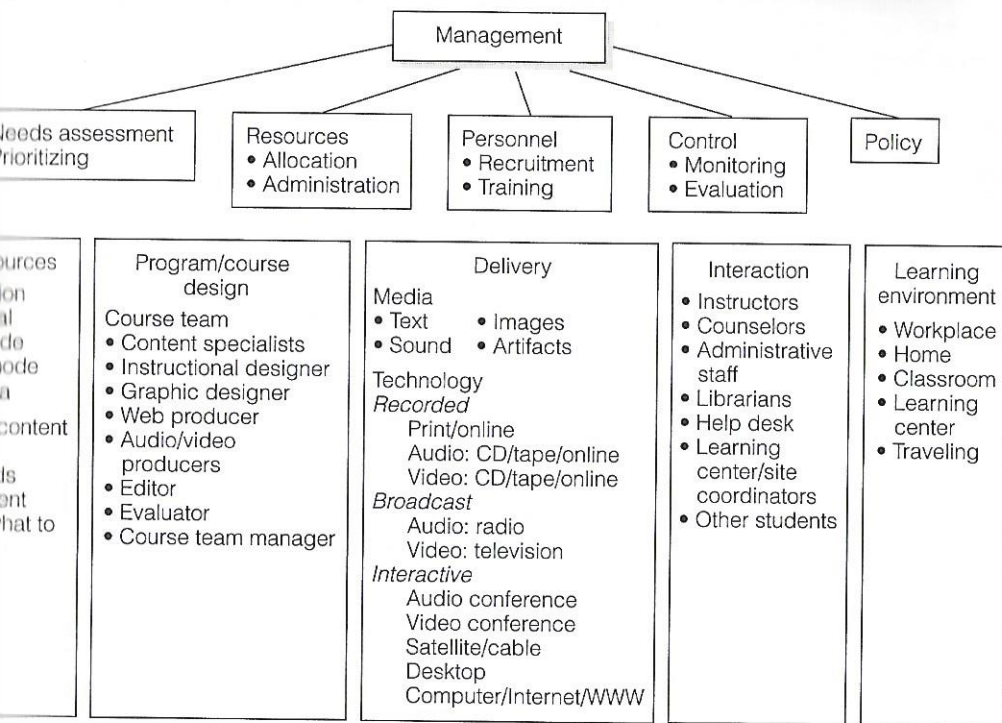 Management
assessment
Resources
• Allocation
• Administration
Personnel
• Recruitment
• Training
Control
• Monitoring
• Evaluation
Policy
content
to
Program/course
design
Course team
• Content specialists
• Instructional designer
• Graphic designer
• Web producer
• Audio/video
producers
• Editor
• Evaluator
• Course team manager
Delivery
Media
• Text • Images
• Sound • Artifacts
Technology
Recorded
Print/online
Audio: CD/tape/online
Video: CD/tape/online
Broadcast
Audio: radio
Video: television
Interactive
Audio conference
Video conference
Satellite/cable
Desktop
Computer/Internet/WWW
Interaction
• Instructors
• Counselors
• Administrative
staff
• Librarians
• Help desk
• Learning
center/site
coordinators
• Other students
Learning
environment
• Workplace
• Home
• Classroom
• Learning
center
• Traveling